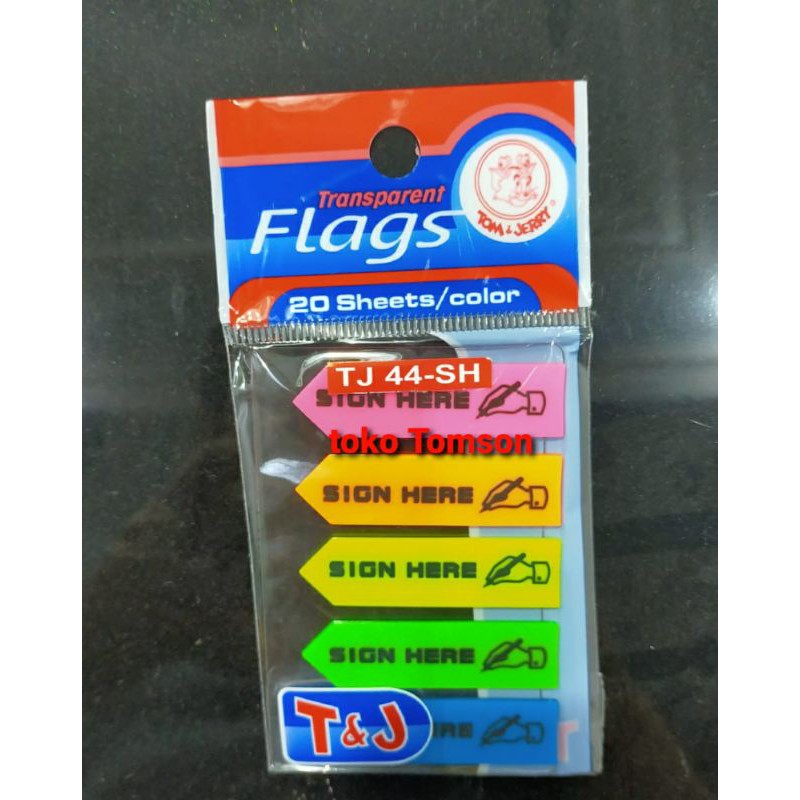 Transparent
Flags
TOM & JERRY
20 Sheets/color
TJ 44-SH
SIGN HERE
toko Tomson
SIGN HERE
SIGN HERE
SIGN HERE
T&J
RE